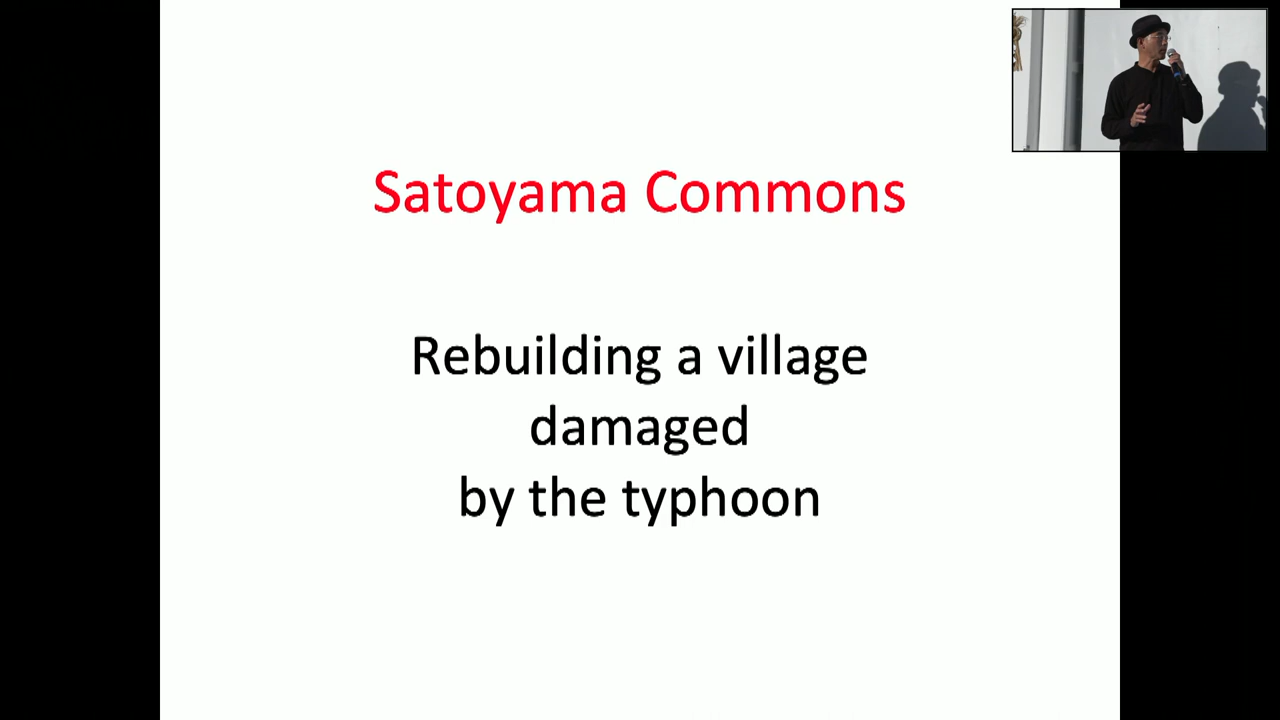 Satoyama Commons
Rebuilding a village
damaged
by the typhoon